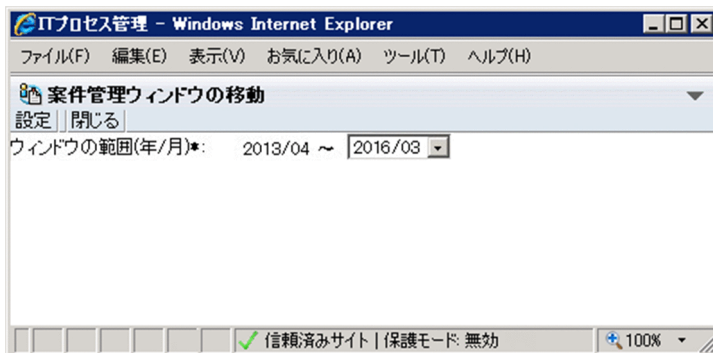 ITプロセス管理 - Windows Internet Explorer
ファイル(F) 編集(E) 表示(V) お気に入り(A) ツール(T) ヘルプ(H)
案件管理ウィンドウの移動
設定 | 閉じる |
ウィンドウの範囲(年/月)*: 2013/04 ～ 2016/03
信頼済みサイト | 保護モード: 無効 100%